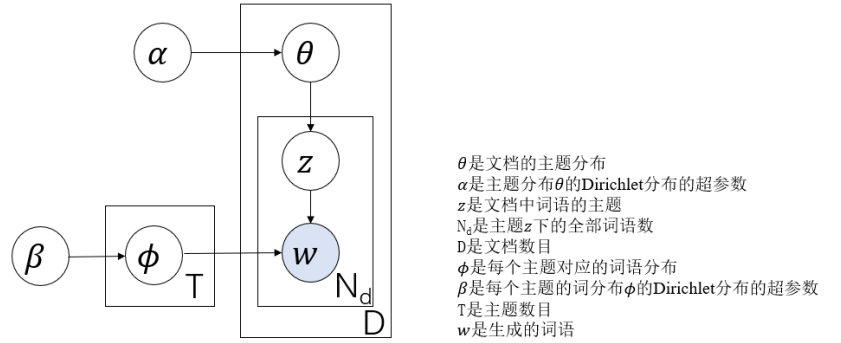 α
θ
z
β
ϕ
w
T
N_d
D
θ是文档的主题分布
α是主题分布θ的Dirichlet分布的超参数
z是文档中词语的主题
N_d是主题z下的全部词语数
D是文档数目
ϕ是每个主题对应的词语分布
β是每个主题的词分布ϕ的Dirichlet分布的超参数
T是主题数目
w是生成的词语